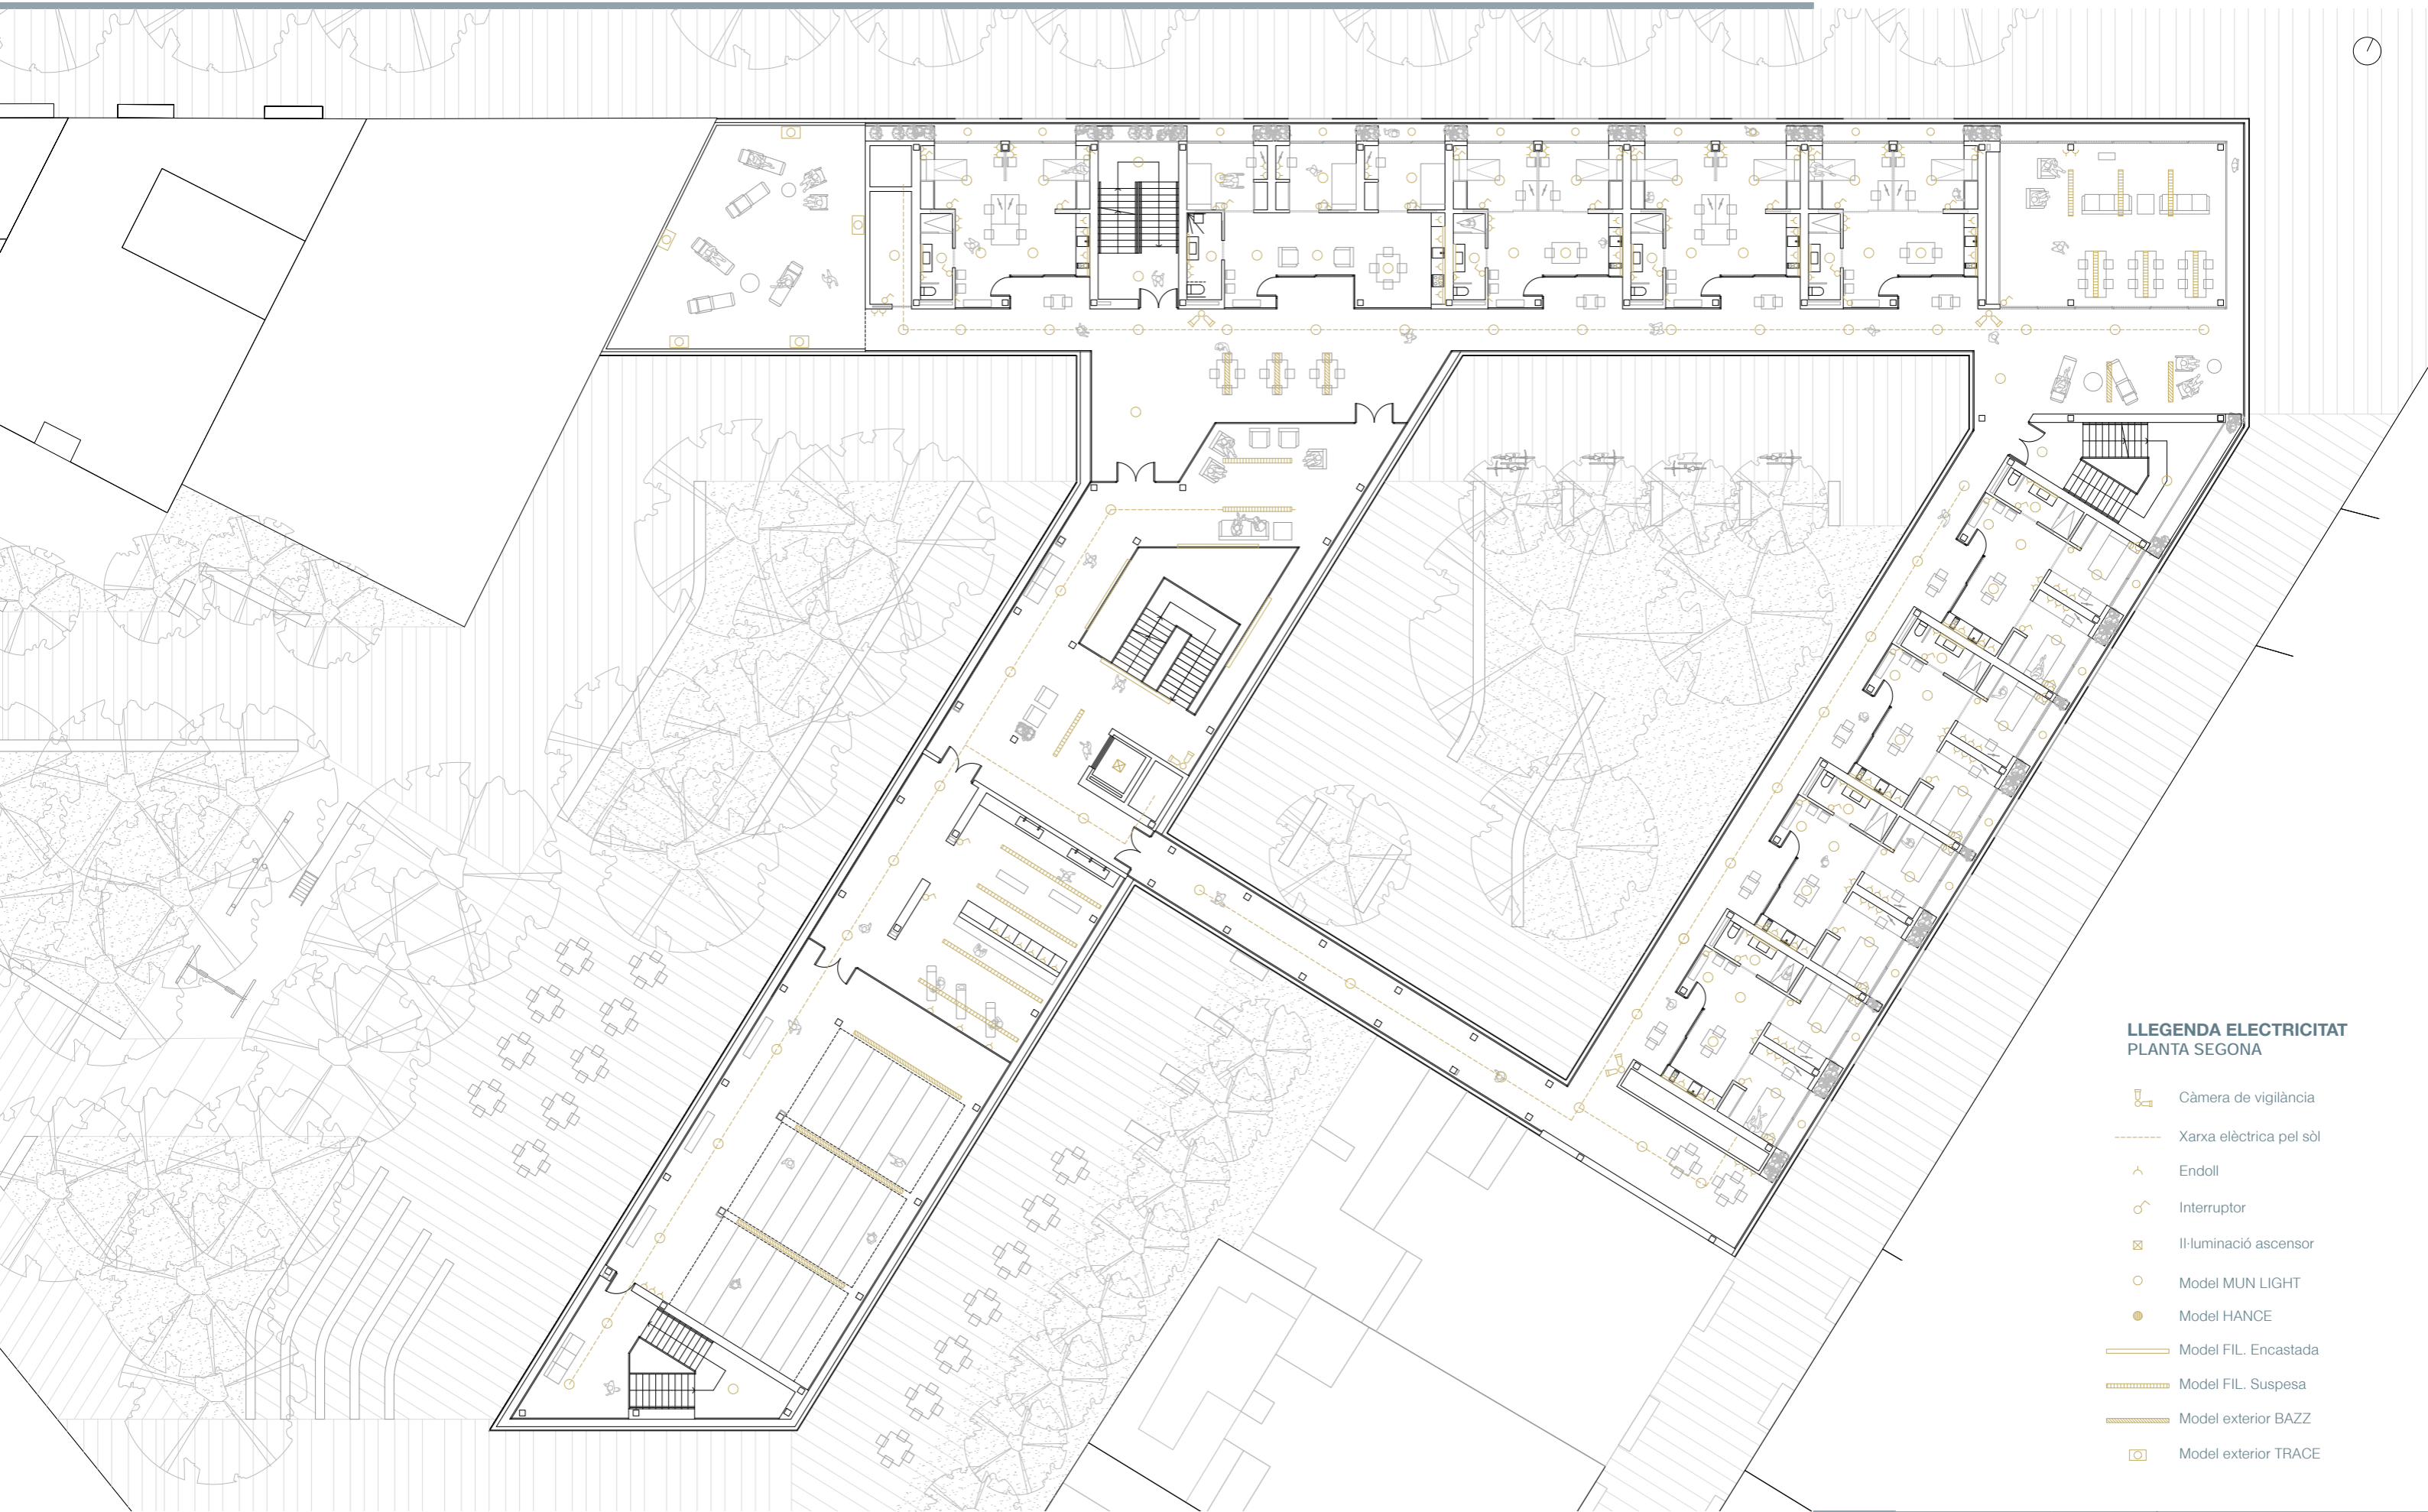 LLEGENDA ELECTRICITAT
PLANTA SEGONA
Càmera de vigilància
Xarxa elèctrica pel sòl
Endoll
Interruptor
Il·luminació ascensor
Model MUN LIGHT
Model HANCE
Model FIL. Encastada
Model FIL. Suspesa
Model exterior BAZZ
Model exterior TRACE